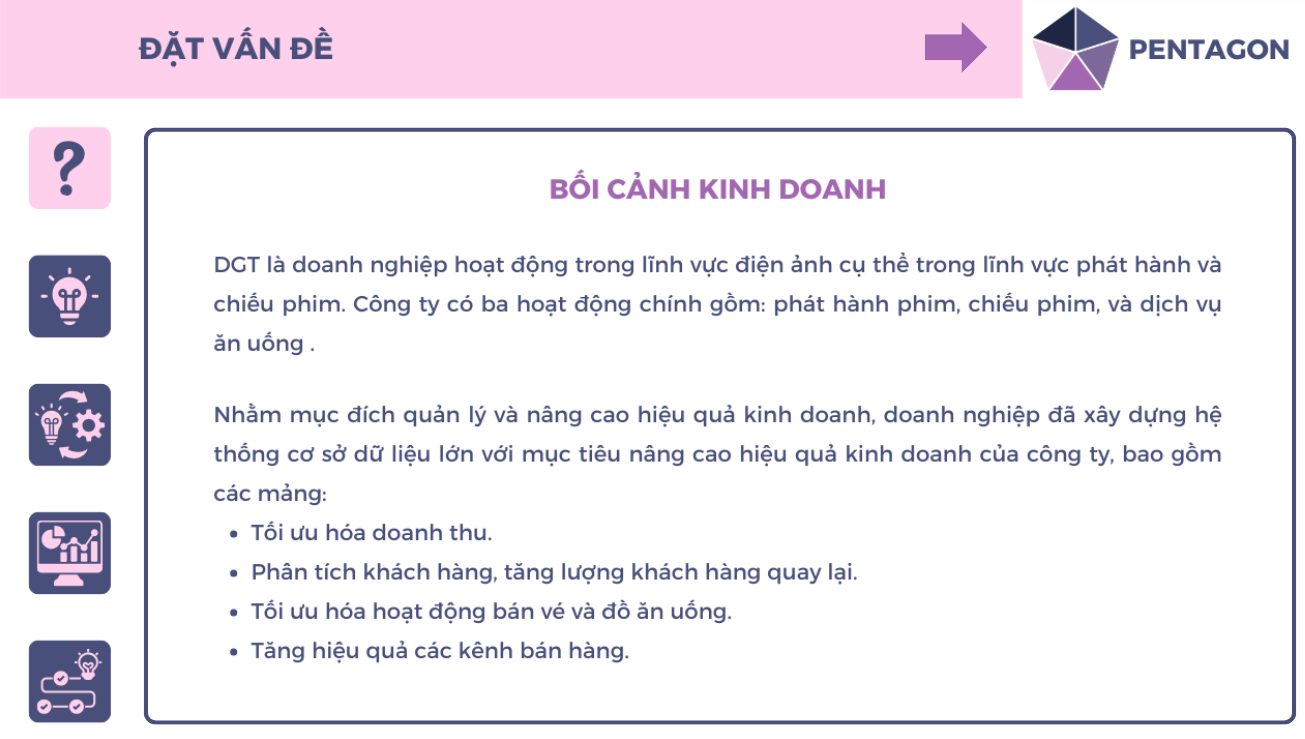 ĐẶT VẤN ĐỀ
PENTAGON
BỐI CẢNH KINH DOANH
DGT là doanh nghiệp hoạt động trong lĩnh vực điện ảnh cụ thể trong lĩnh vực phát hành và
chiếu phim. Công ty có ba hoạt động chính gồm: phát hành phim, chiếu phim, và dịch vụ
ăn uống .
Nhằm mục đích quản lý và nâng cao hiệu quả kinh doanh, doanh nghiệp đã xây dựng hệ
thống cơ sở dữ liệu lớn với mục tiêu nâng cao hiệu quả kinh doanh của công ty, bao gồm
các mảng:
• Tối ưu hóa doanh thu.
• Phân tích khách hàng, tăng lượng khách hàng quay lại.
• Tối ưu hóa hoạt động bán vé và đồ ăn uống.
• Tăng hiệu quả các kênh bán hàng.